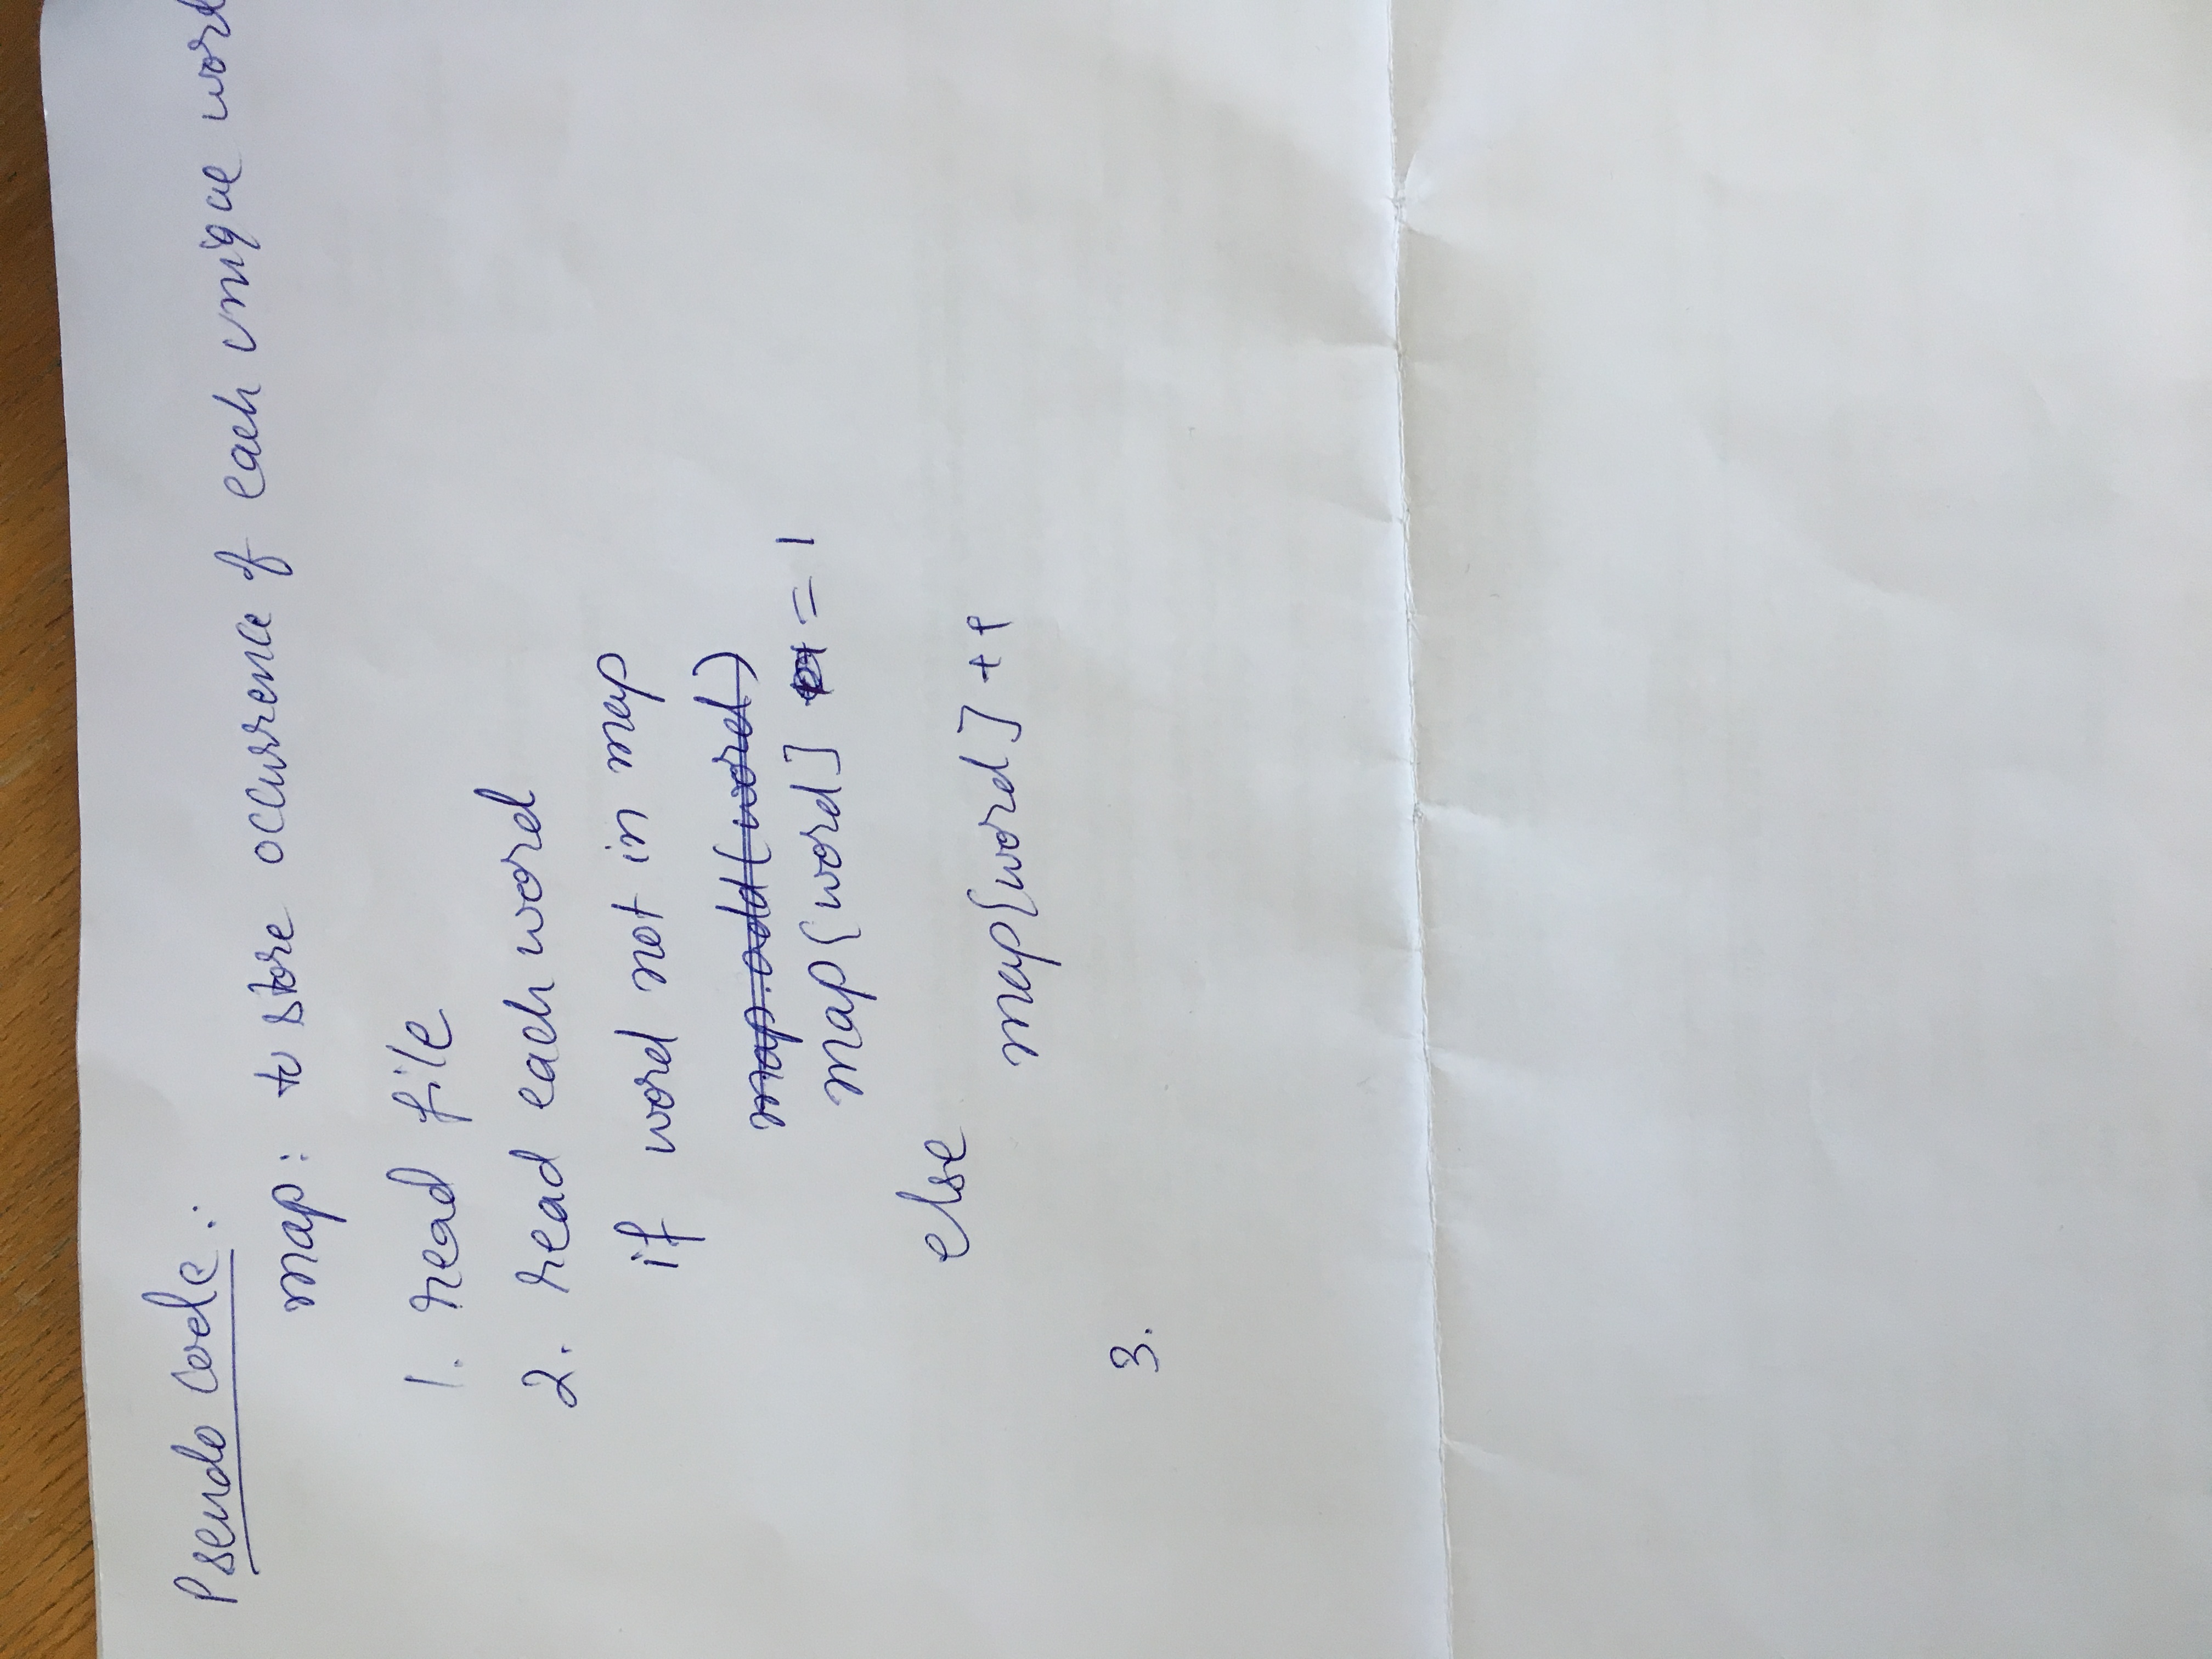 Pseudo code:
map: to store occurrence of each unique word
1. read file
2. read each word
if word not in map
map.add(word)
map[word] = 1
else
map[word]++
3.